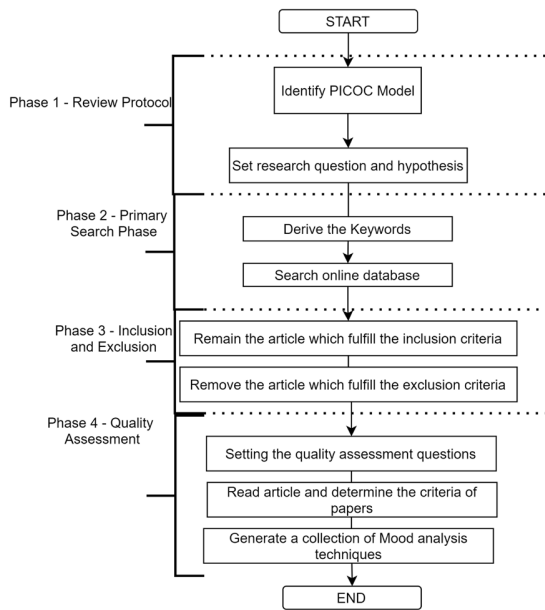 START
Phase 1 - Review Protocol
Identify PICOC Model
Set research question and hypothesis
Phase 2 - Primary
Search Phase
Derive the Keywords
Search online database
Phase 3 - Inclusion
and Exclusion
Remain the article which fulfill the inclusion criteria
Remove the article which fulfill the exclusion criteria
Phase 4 - Quality
Assessment
Setting the quality assessment questions
Read article and determine the criteria of
papers
Generate a collection of Mood analysis
techniques
END